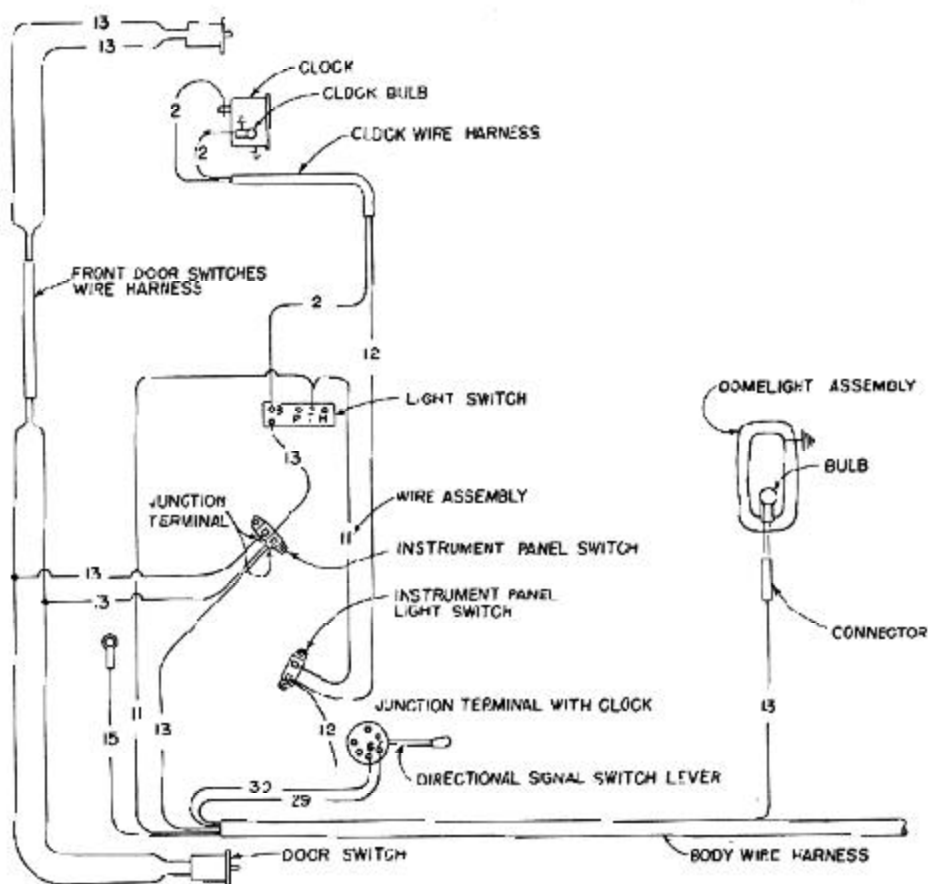 13
13
CLOCK
CLOCK BULB
2
12
CLOCK WIRE HARNESS
FRONT DOOR SWITCHES
WIRE HARNESS
2
12
DOMELIGHT ASSEMBLY
LIGHT SWITCH
B
P
T
H
13
BULB
JUNCTION
TERMINAL
WIRE ASSEMBLY
11
INSTRUMENT PANEL SWITCH
13
13
INSTRUMENT PANEL
LIGHT SWITCH
CONNECTOR
JUNCTION TERMINAL WITH CLOCK
11
13
15
12
13
DIRECTIONAL SIGNAL SWITCH LEVER
30
29
DOOR SWITCH
BODY WIRE HARNESS